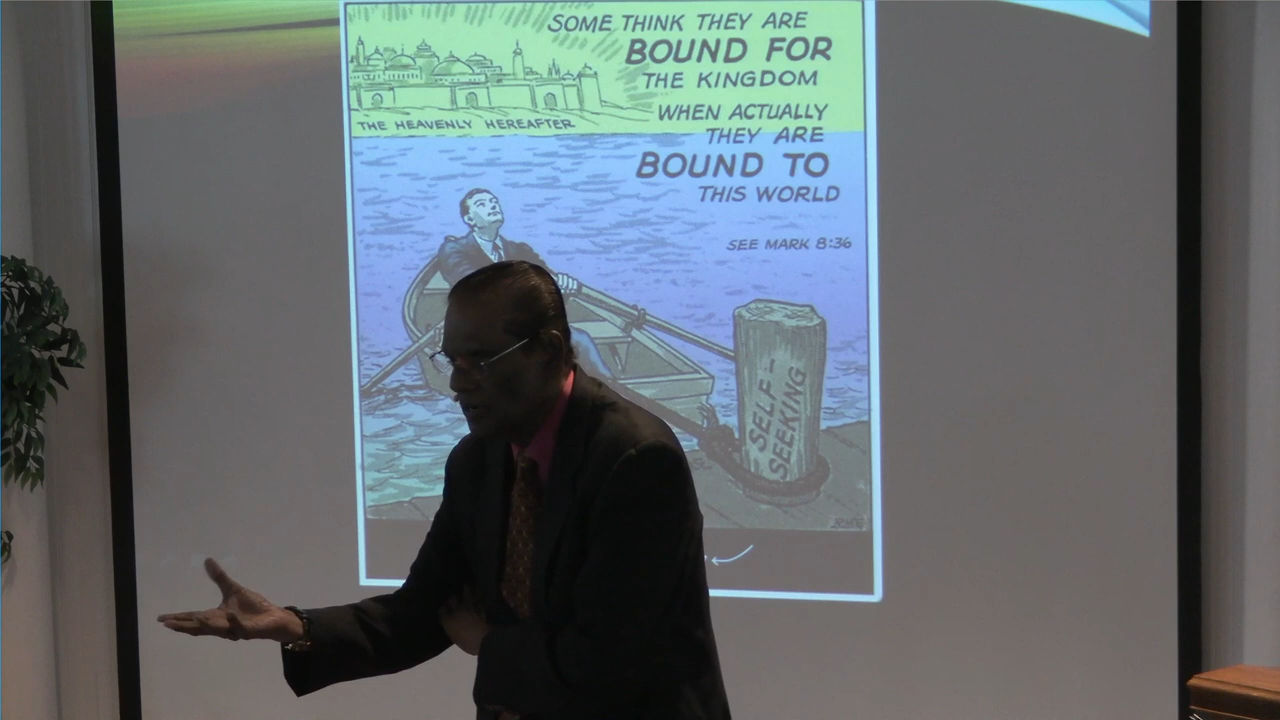 SOME THINK THEY ARE
BOUND FOR
THE KINGDOM
WHEN ACTUALLY
THEY ARE
BOUND TO
THIS WORLD
THE HEAVENLY HEREAFTER
SEE MARK 8:36
SELF-
SEEKING